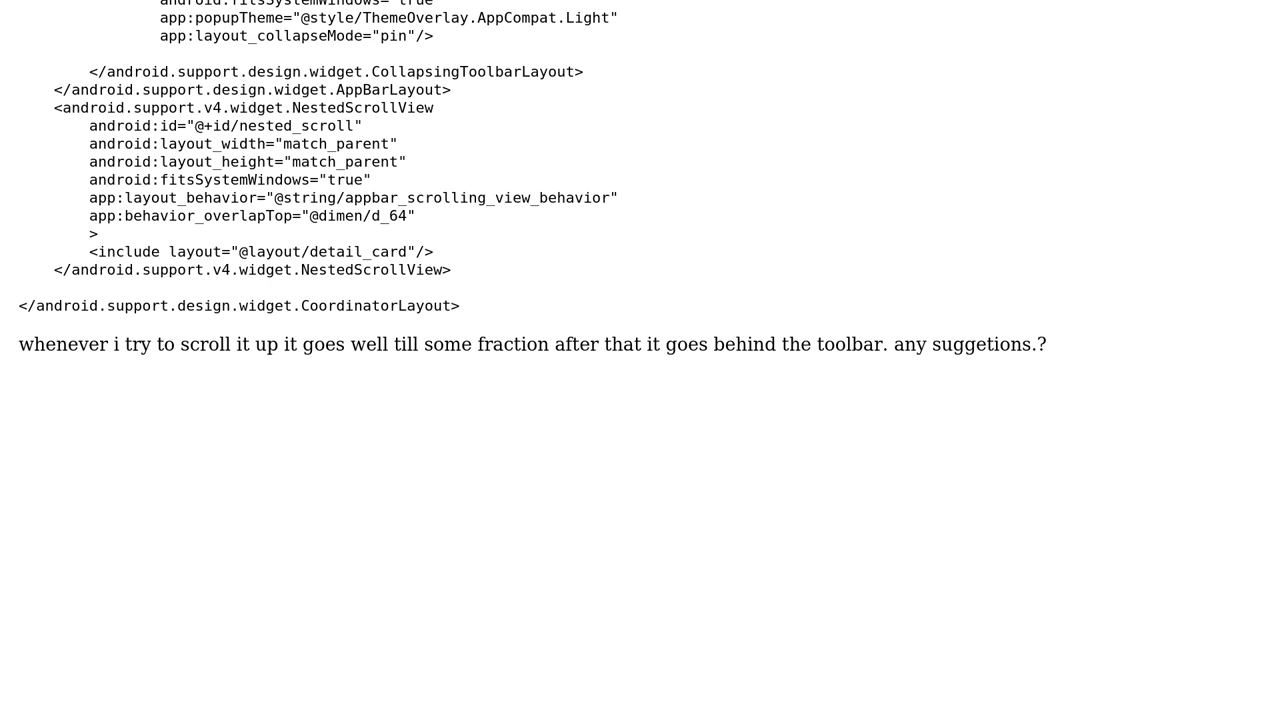 android:fitsSystemWindows="true"
app:popupTheme="@style/ThemeOverlay.AppCompat.Light"
app:layout_collapseMode="pin"/>
</android.support.design.widget.CollapsingToolbarLayout>
</android.support.design.widget.AppBarLayout>
<android.support.v4.widget.NestedScrollView
android:id="@+id/nested_scroll"
android:layout_width="match_parent"
android:layout_height="match_parent"
android:fitsSystemWindows="true"
app:layout_behavior="@string/appbar_scrolling_view_behavior"
app:behavior_overlapTop="@dimen/d_64"
>
<include layout="@layout/detail_card"/>
</android.support.v4.widget.NestedScrollView>
</android.support.design.widget.CoordinatorLayout>
whenever i try to scroll it up it goes well till some fraction after that it goes behind the toolbar. any suggetions.?